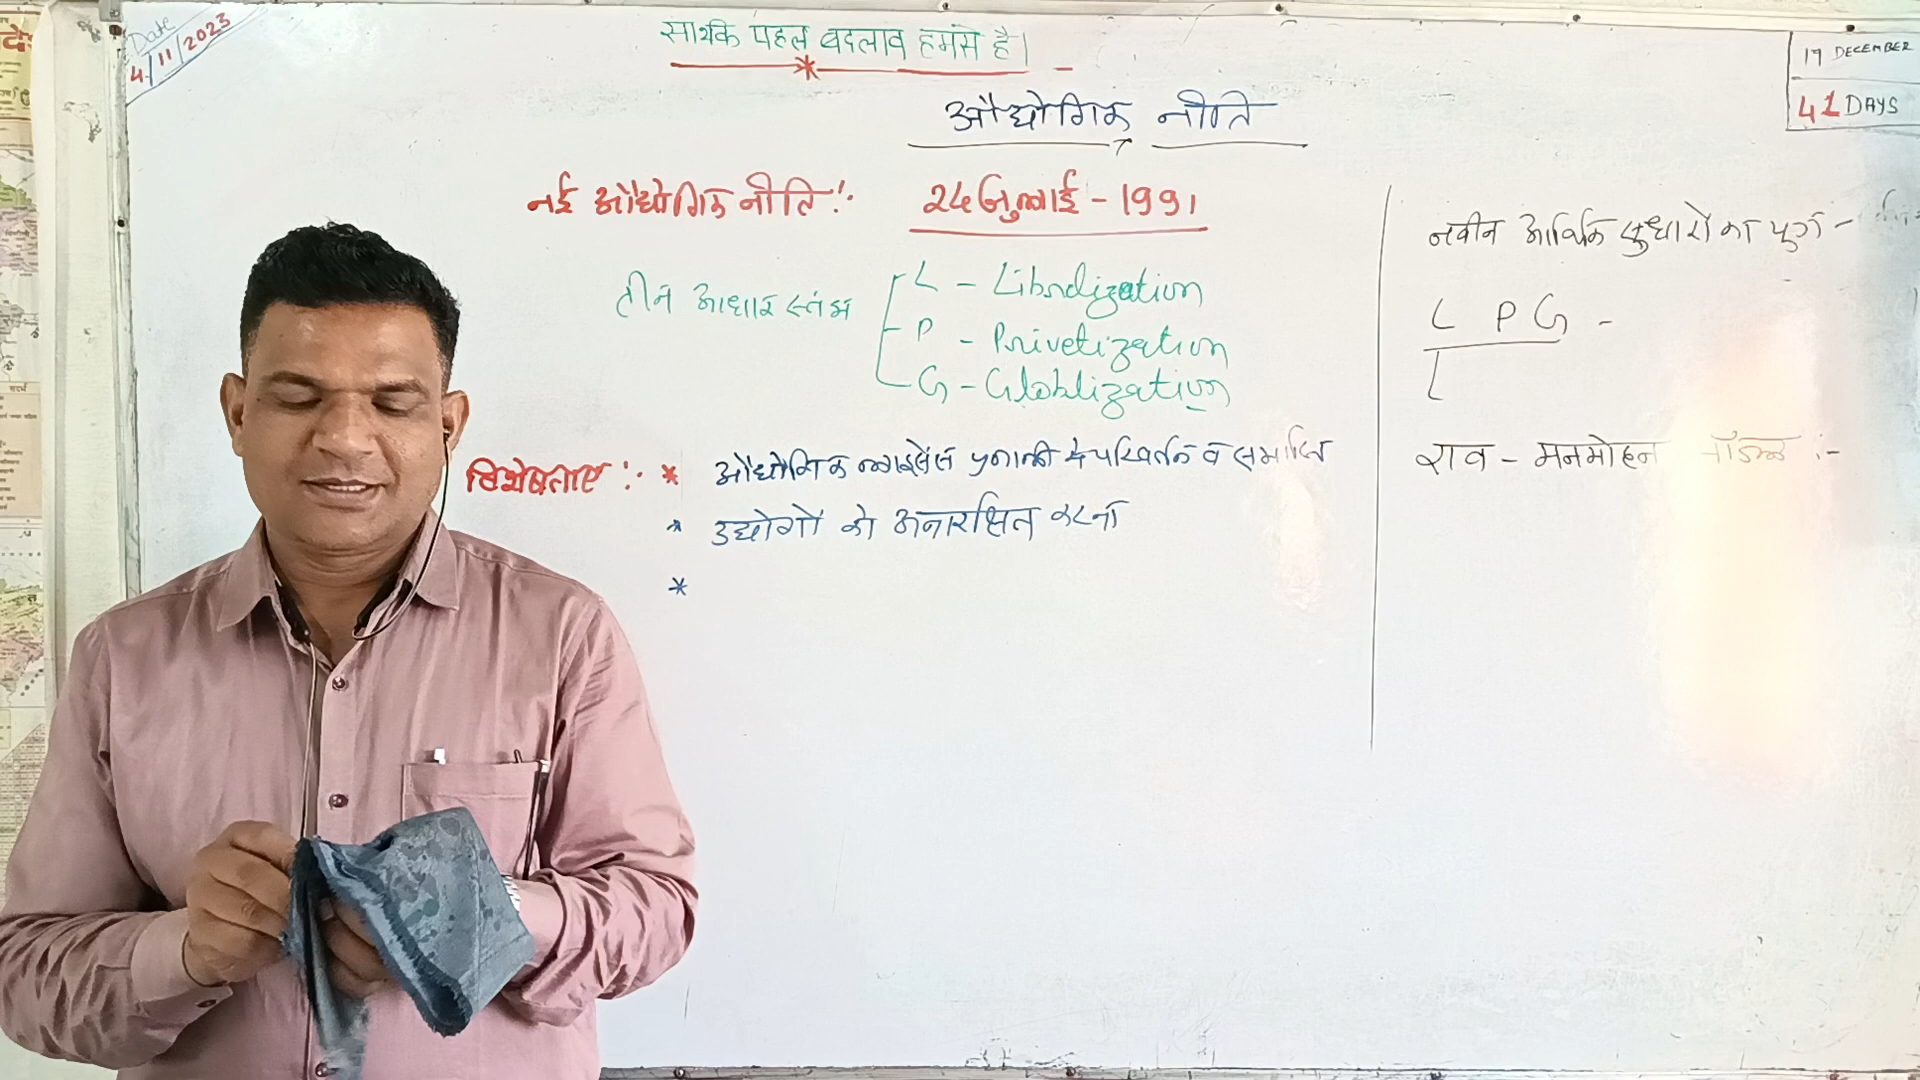 Date
4/11/2023
सार्थक पहल बदलाव हमसे है।
17 DECEMBER
41 DAYS
औद्योगिक नीति
नई औद्योगिक नीति :- 24 जुलाई - 1991
तीन आधार स्तंभ
L - Libralization
P - Privetization
G - Globlization
विशेषताएँ :- * औद्योगिक लाइसेंस प्रणाली में परिवर्तन व समाप्ति
* उद्योगों को अनारक्षित करना
*
नवीन आर्थिक सुधारों का युग -
L P G -
राव - मनमोहन मॉडल :-